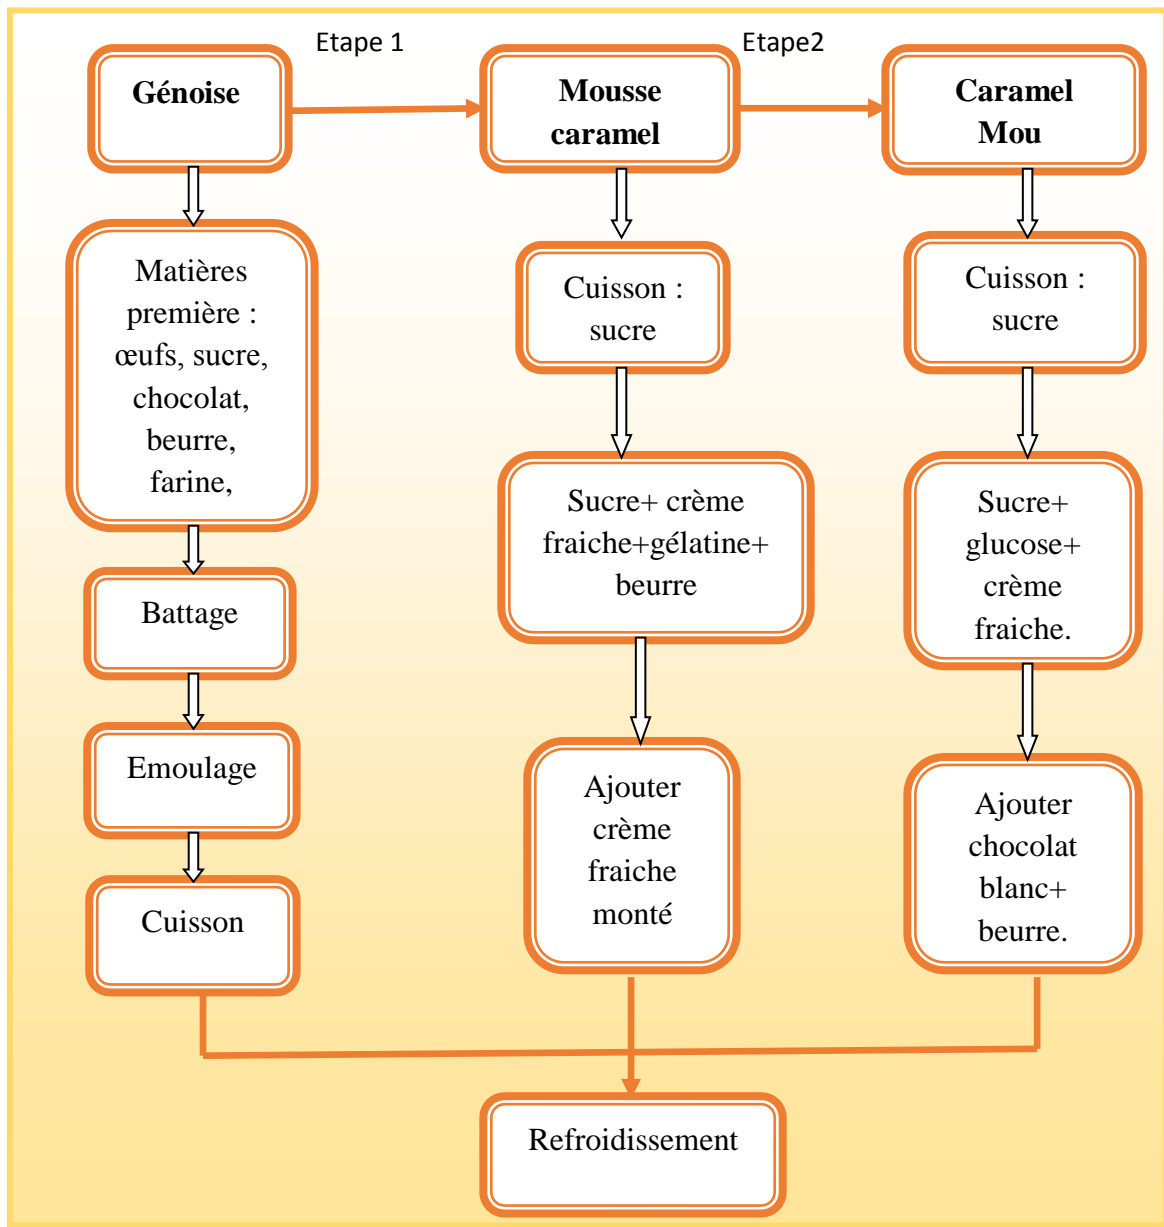 Etape 1
Etape2
Génoise
Mousse
caramel
Caramel
Mou
Matières
première :
œufs, sucre,
chocolat,
beurre,
farine,
Battage
Emoulage
Cuisson
Cuisson :
sucre
Sucre+ crème
fraiche+gélatine+
beurre
Ajouter
crème
fraiche
monté
Cuisson :
sucre
Sucre+
glucose+
crème
fraiche.
Ajouter
chocolat
blanc+
beurre.
Refroidissement